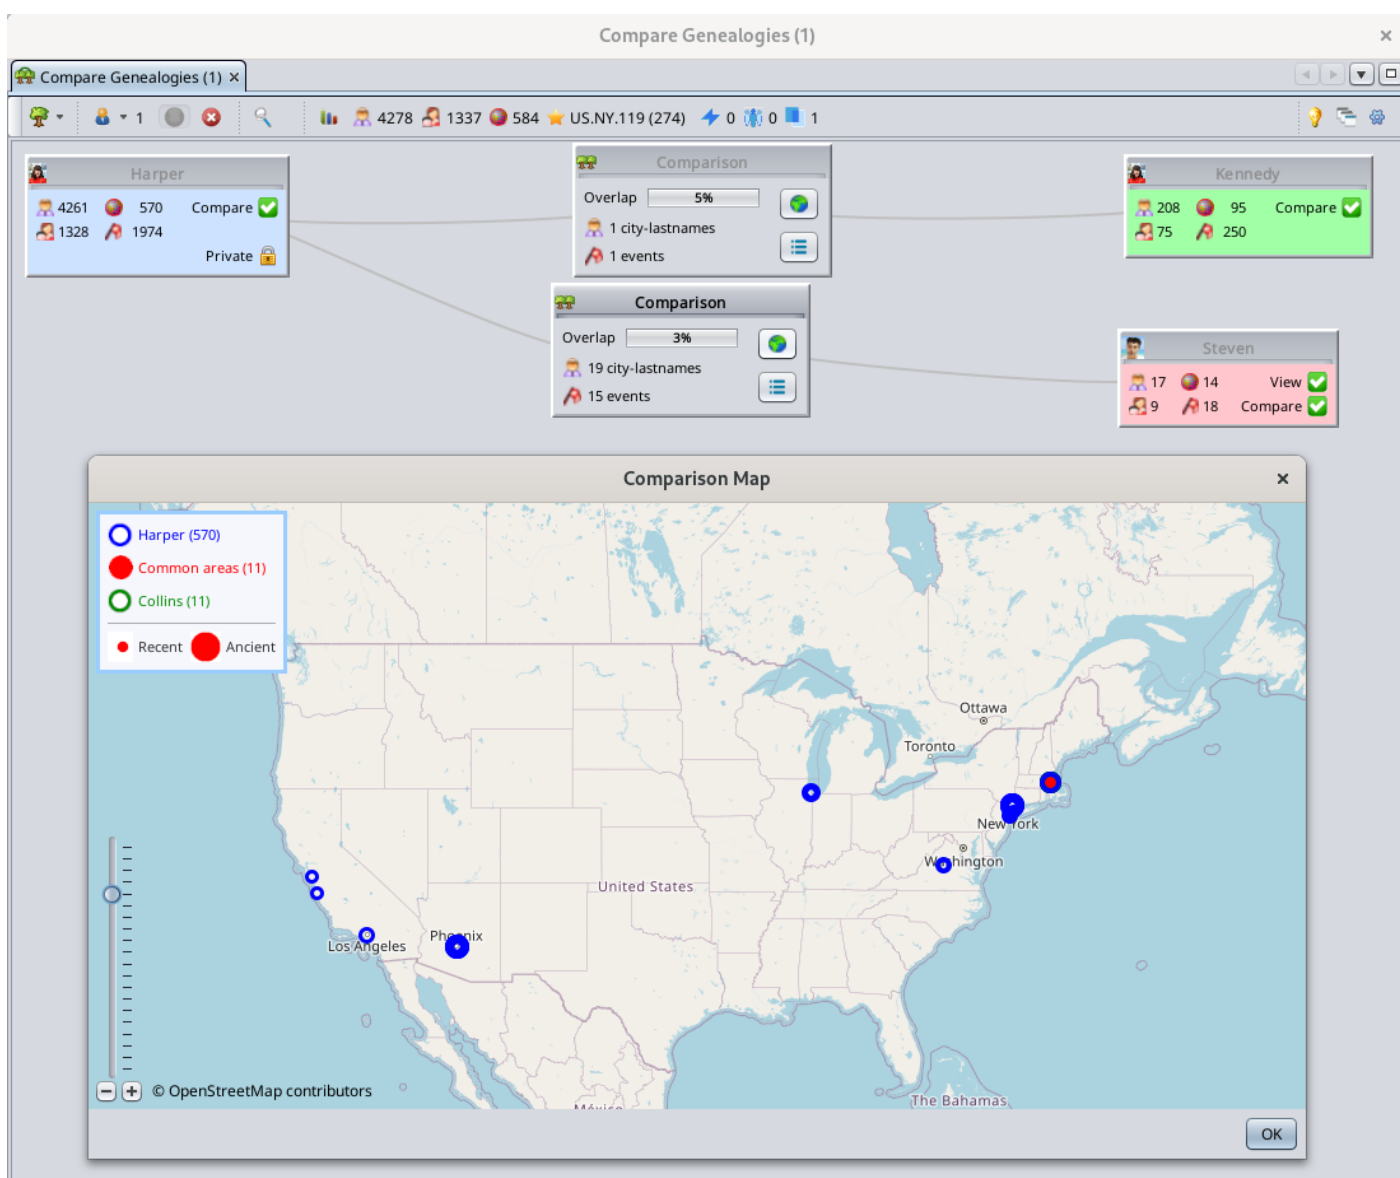 Compare Genealogies (1)
Compare Genealogies (1)
1 4278 1337 584 US.NY.119 (274) 0 0 1
Harper
4261 570 Compare
1328 1974
Private
Comparison
Overlap 5%
1 city-lastnames
1 events
Kennedy
208 95 Compare
75 250
Comparison
Overlap 3%
19 city-lastnames
15 events
Steven
17 14 View
9 18 Compare
Comparison Map
Harper (570)
Common areas (11)
Collins (11)
Recent Ancient
Ottawa
Toronto
New York
Washington
United States
Phoenix
Los Angeles
México
The Bahamas
© OpenStreetMap contributors
OK